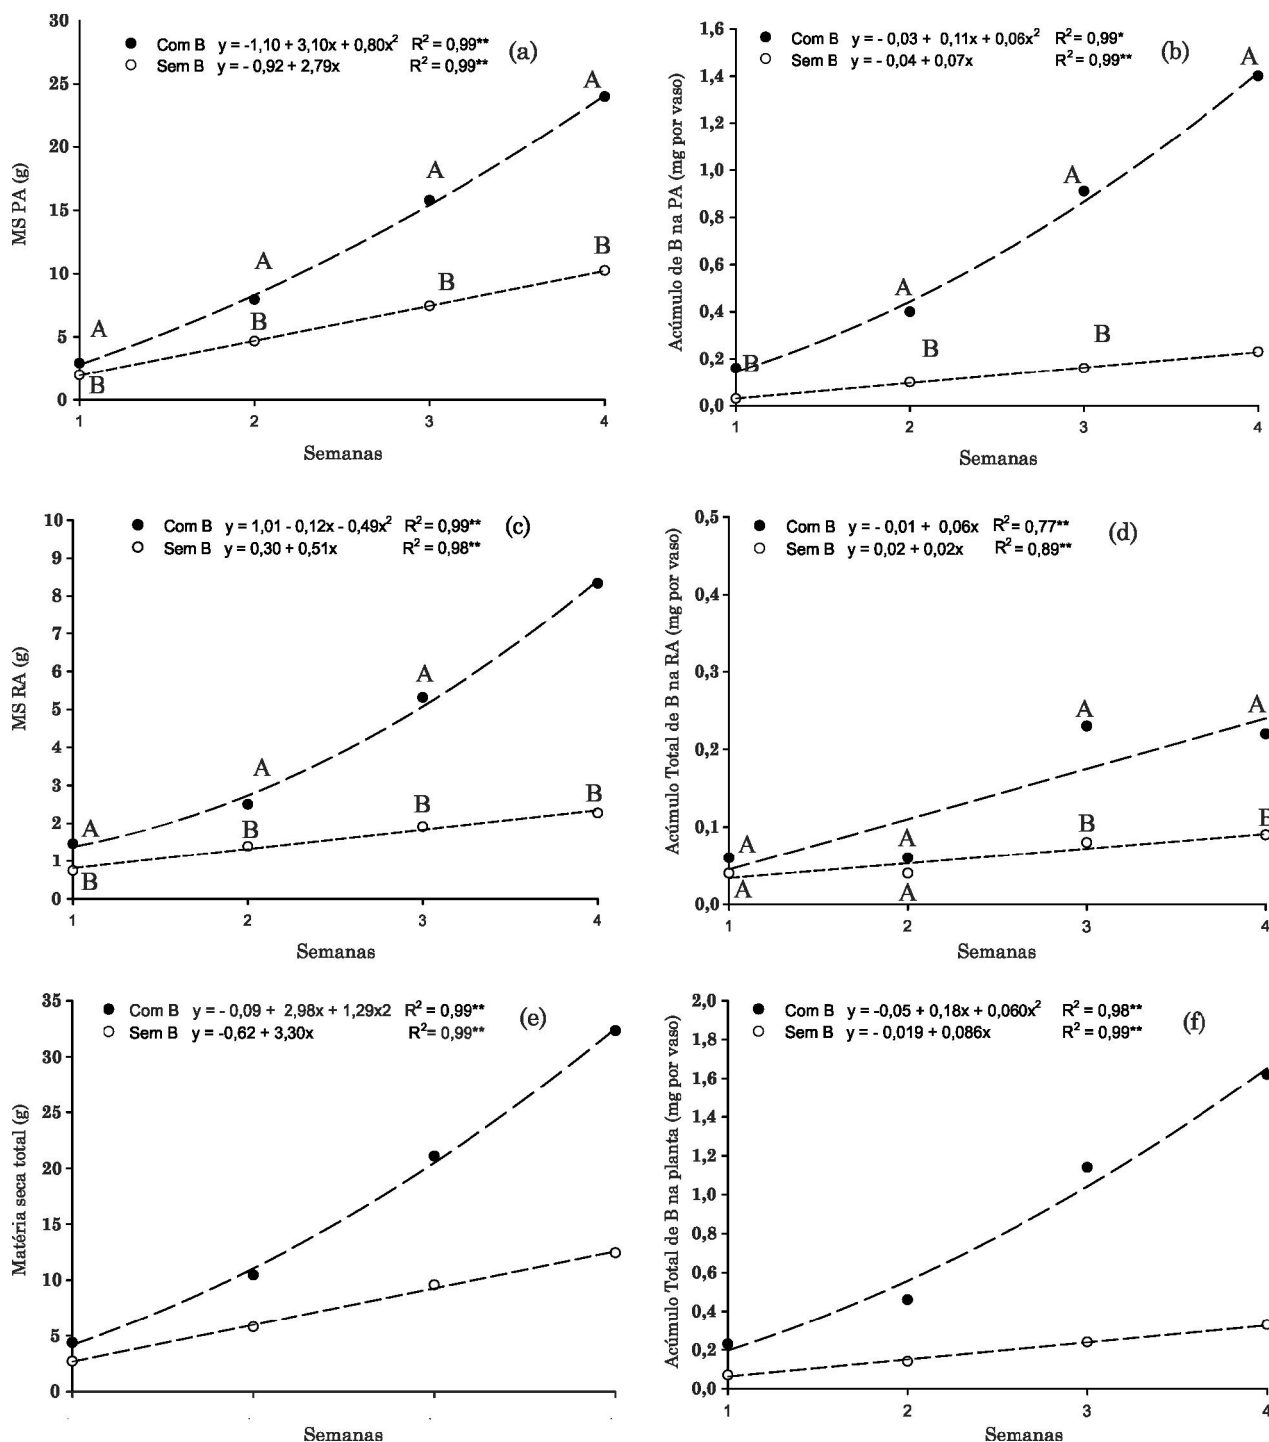 Com B y = -1,10 + 3,10x + 0,80x² R² = 0,99**
Sem B y = - 0,92 + 2,79x R² = 0,99**
(a)
MS PA (g)
30
25
20
15
10
5
0
A
A
A
A
B
B
B
B
1 2 3 4
Semanas
Com B y = - 0,03 + 0,11x + 0,06x² R² = 0,99*
Sem B y = - 0,04 + 0,07x R² = 0,99**
(b)
Acúmulo de B na PA (mg por vaso)
1,6
1,4
1,2
1,0
0,8
0,6
0,4
0,2
0,0
A
A
A
B
B
B
1 2 3 4
Semanas
Com B y = 1,01 - 0,12x - 0,49x² R² = 0,99**
Sem B y = 0,30 + 0,51x R² = 0,98**
(c)
MS RA (g)
10
9
8
7
6
5
4
3
2
1
0
A
A
A
B
B
B
B
1 2 3 4
Semanas
Com B y = - 0,01 + 0,06x R² = 0,77**
Sem B y = 0,02 + 0,02x R² = 0,89**
(d)
Acúmulo Total de B na RA (mg por vaso)
0,5
0,4
0,3
0,2
0,1
0,0
A
A
A
A
A
A
B
B
1 2 3 4
Semanas
Com B y = - 0,09 + 2,98x + 1,29x2 R² = 0,99**
Sem B y = -0,62 + 3,30x R² = 0,99**
(e)
Matéria seca total (g)
35
30
25
20
15
10
5
0
Semanas
Com B y = -0,05 + 0,18x + 0,060x² R² = 0,98**
Sem B y = - 0,019 + 0,086x R² = 0,99**
(f)
Acúmulo Total de B na planta (mg por vaso)
2,0
1,8
1,6
1,4
1,2
1,0
0,8
0,6
0,4
0,2
0,0
1 2 3 4
Semanas